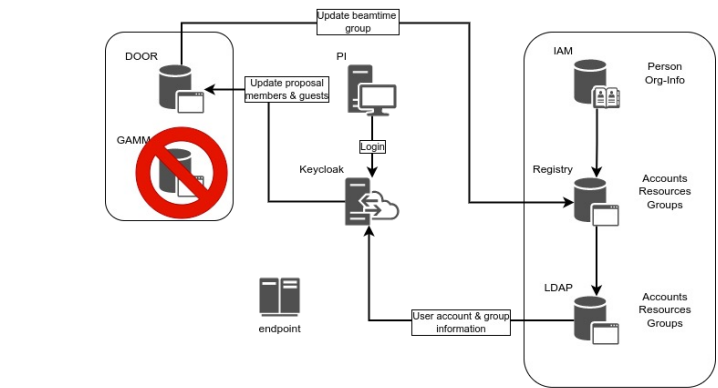 Update beamtime
group
DOOR
PI
IAM
Person
Org-Info
Update proposal
members & guests
GAMM
Login
Keycloak
Registry
Accounts
Resources
Groups
LDAP
Accounts
Resources
Groups
User account & group
information
endpoint